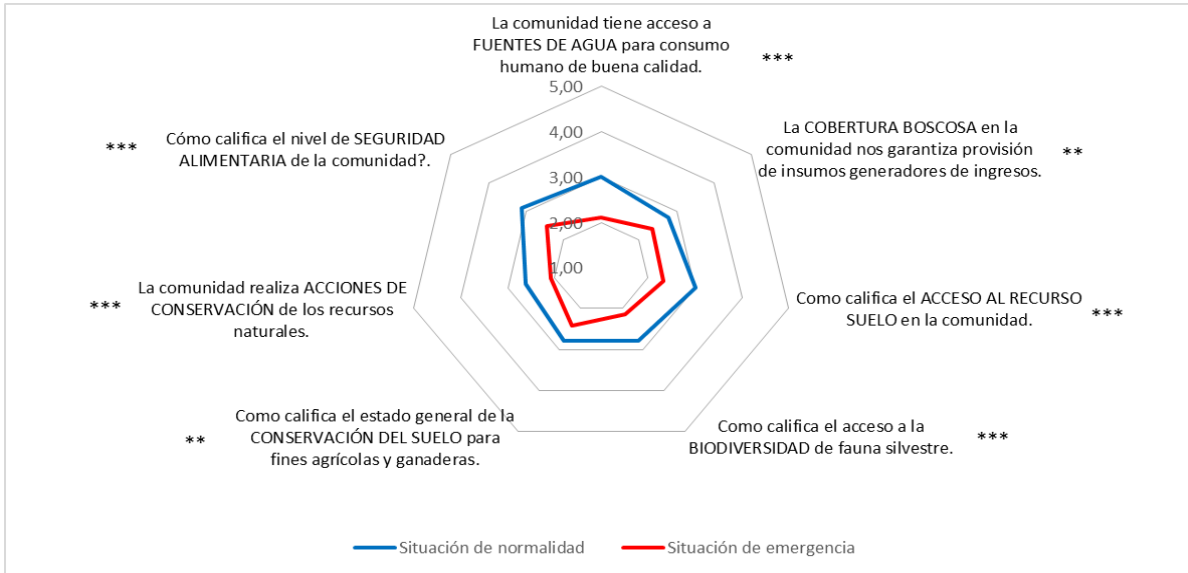 La comunidad tiene acceso a
FUENTES DE AGUA para consumo
humano de buena calidad.
***
5,00
4,00
3,00
2,00
1,00
La COBERTURA BOSCOSA en la
comunidad nos garantiza provisión
de insumos generadores de ingresos.
**
Como califica el ACCESO AL RECURSO
SUELO en la comunidad.
***
Como califica el acceso a la
BIODIVERSIDAD de fauna silvestre.
***
Como califica el estado general de la
CONSERVACIÓN DEL SUELO para
fines agrícolas y ganaderas.
**
La comunidad realiza ACCIONES DE
CONSERVACIÓN de los recursos
naturales.
***
Cómo califica el nivel de SEGURIDAD
ALIMENTARIA de la comunidad?.
***
Situación de normalidad
Situación de emergencia